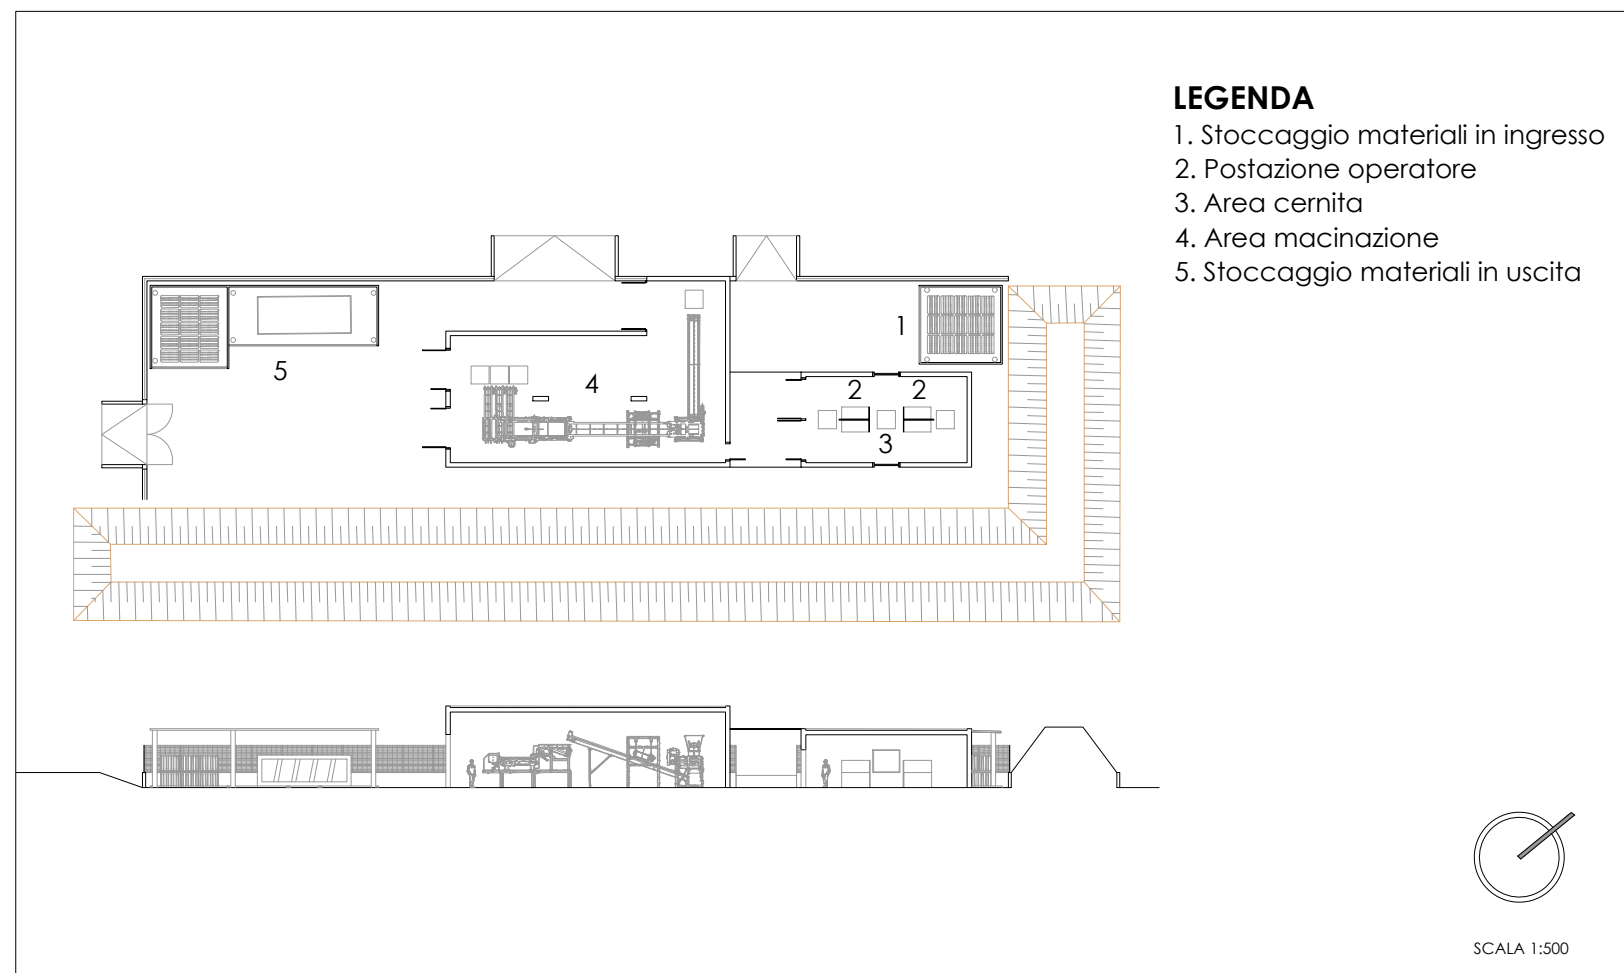 LEGENDA
1. Stoccaggio materiali in ingresso
2. Postazione operatore
3. Area cernita
4. Area macinazione
5. Stoccaggio materiali in uscita
1
5
4
2 2
3
SCALA 1:500